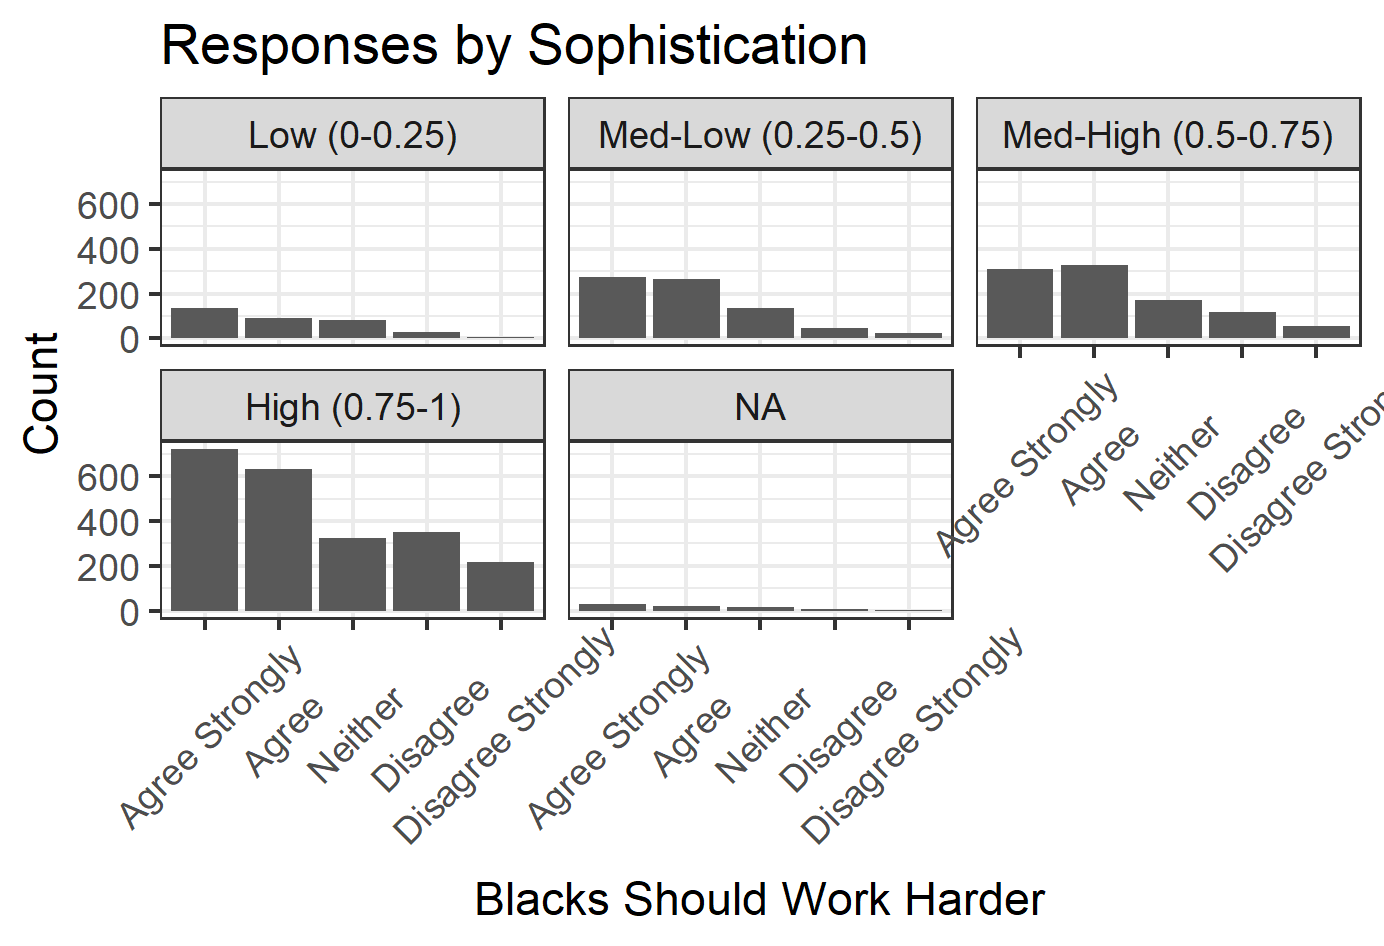 Responses by Sophistication
Low (0-0.25)
Med-Low (0.25-0.5)
Med-High (0.5-0.75)
600
400
200
0
Agree Strongly
Agree
Neither
Disagree
Disagree Stron
Count
High (0.75-1)
NA
600
400
200
0
Agree Strongly
Agree
Neither
Disagree
Disagree Strongly
Agree Strongly
Agree
Neither
Disagree
Disagree Strongly
Blacks Should Work Harder